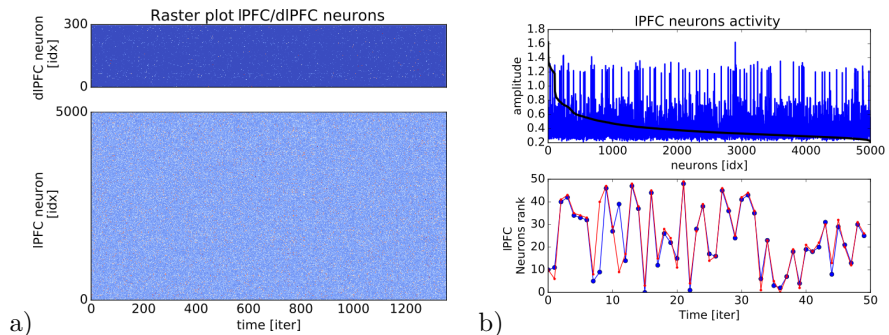 Raster plot lPFC/dlPFC neurons
300
0
dlPFC neuron
[idx]
5000
0
lPFC neuron
[idx]
0 200 400 600 800 1000 1200
time [iter]
a)
lPFC neurons activity
1.8
1.6
1.4
1.2
1.0
0.8
0.6
0.4
0.2
amplitude
0 1000 2000 3000 4000 5000
neurons [idx]
50
40
30
20
10
0
lPFC
Neurons rank
0 10 20 30 40 50
Time [iter]
b)